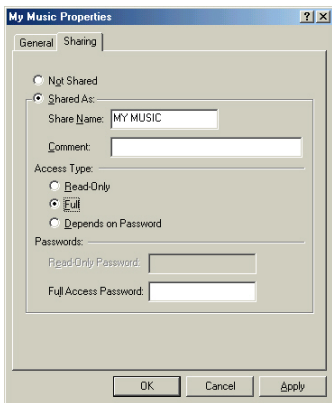 My Music Properties
General Sharing
Not Shared
Shared As:
Share Name: MY MUSIC
Comment:
Access Type:
Read-Only
Full
Depends on Password
Passwords:
Read-Only Password:
Full Access Password:
OK Cancel Apply